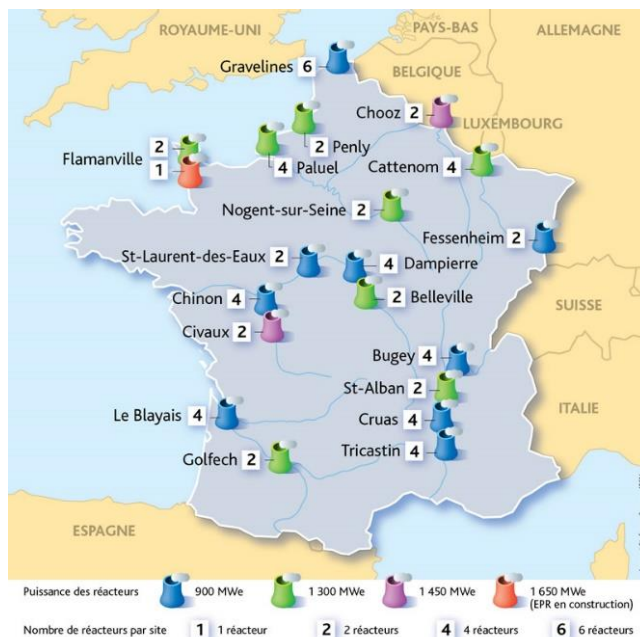 ROYAUME-UNI
PAYS-BAS
ALLEMAGNE
Gravelines 6
BELGIQUE
Chooz 2
LUXEMBOURG
2 Penly
Flamanville 2
1
4 Paluel
Cattenom 4
Nogent-sur-Seine 2
Fessenheim 2
St-Laurent-des-Eaux 2
4 Dampierre
Chinon 4
2 Belleville
SUISSE
Civaux 2
Bugey 4
St-Alban 2
Le Blayais 4
Cruas 4
ITALIE
Tricastin 4
Golfech 2
ESPAGNE
Puissance des réacteurs 900 MWe 1 300 MWe 1 450 MWe 1 650 MWe
(EPR en construction)
Nombre de réacteurs par site 1 1 réacteur 2 2 réacteurs 4 4 réacteurs 6 6 réacteurs